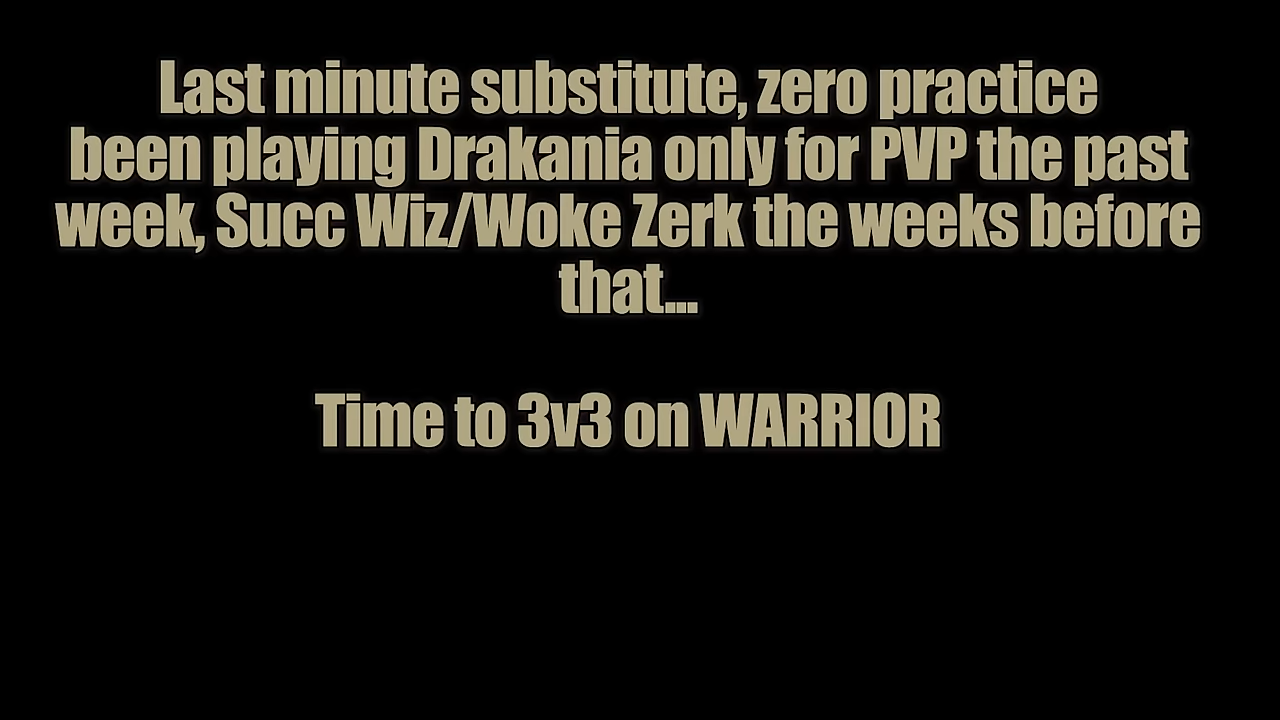 Last minute substitute, zero practice
been playing Drakania only for PVP the past
week, Succ Wiz/Woke Zerk the weeks before
that...
Time to 3v3 on WARRIOR